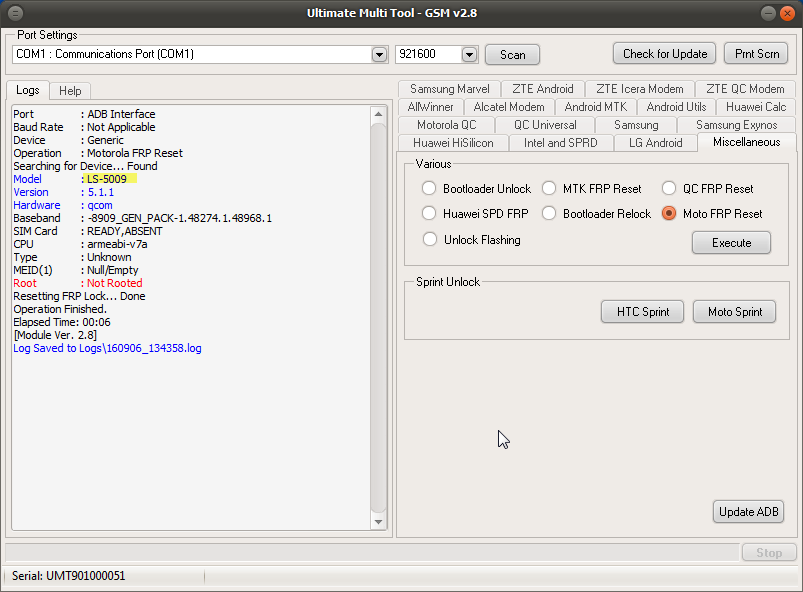 Ultimate Multi Tool - GSM v2.8
Port Settings
COM1 : Communications Port (COM1)
921600
Scan
Check for Update
Prnt Scrn
Logs
Help
Port : ADB Interface
Baud Rate : Not Applicable
Device : Generic
Operation : Motorola FRP Reset
Searching for Device... Found
Model : LS-5009
Version : 5.1.1
Hardware : qcom
Baseband : -8909_GEN_PACK-1.48274.1.48968.1
SIM Card : READY,ABSENT
CPU : armeabi-v7a
Type : Unknown
MEID(1) : Null/Empty
Root : Not Rooted
Resetting FRP Lock... Done
Operation Finished.
Elapsed Time: 00:06
[Module Ver. 2.8]
Log Saved to Logs\160906_134358.log
Samsung Marvel
ZTE Android
ZTE Icera Modem
ZTE QC Modem
AllWinner
Alcatel Modem
Android MTK
Android Utils
Huawei Calc
Motorola QC
QC Universal
Samsung
Samsung Exynos
Huawei HiSilicon
Intel and SPRD
LG Android
Miscellaneous
Various
Bootloader Unlock
MTK FRP Reset
QC FRP Reset
Huawei SPD FRP
Bootloader Relock
Moto FRP Reset
Unlock Flashing
Execute
Sprint Unlock
HTC Sprint
Moto Sprint
Update ADB
Stop
Serial: UMT901000051